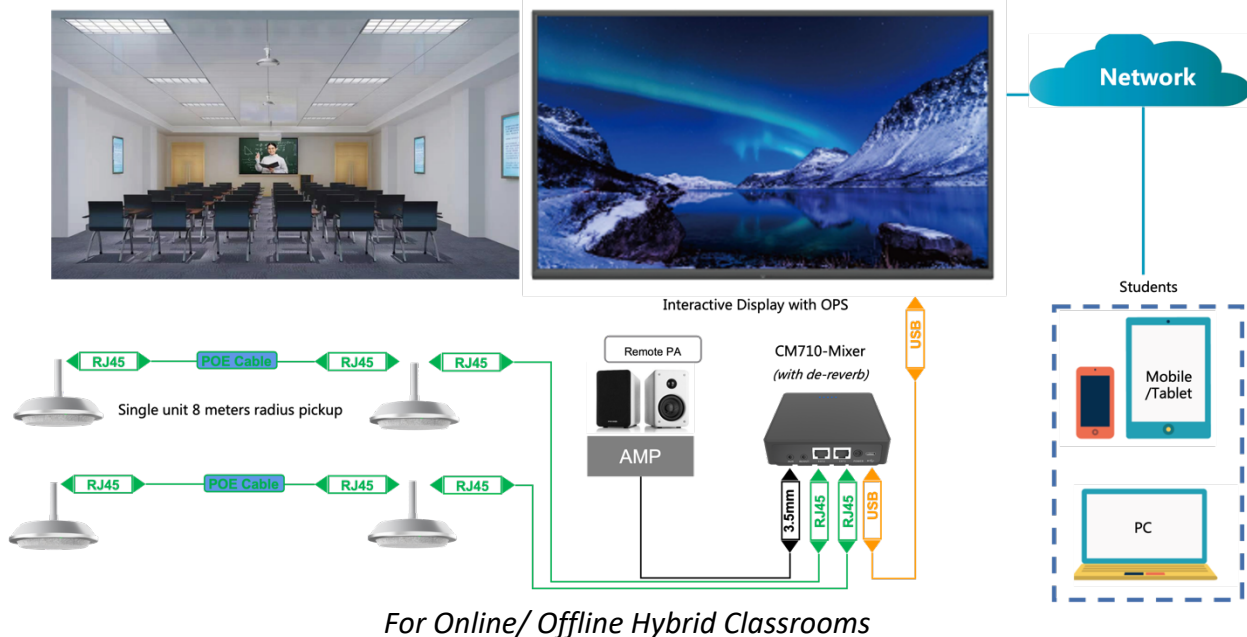 Network
Interactive Display with OPS
Students
USB
Remote PA
CM710-Mixer
(with de-reverb)
RJ45
POE Cable
RJ45
RJ45
Single unit 8 meters radius pickup
AMP
Mobile
/Tablet
RJ45
POE Cable
RJ45
RJ45
3.5mm
RJ45
RJ45
USB
PC
For Online/ Offline Hybrid Classrooms